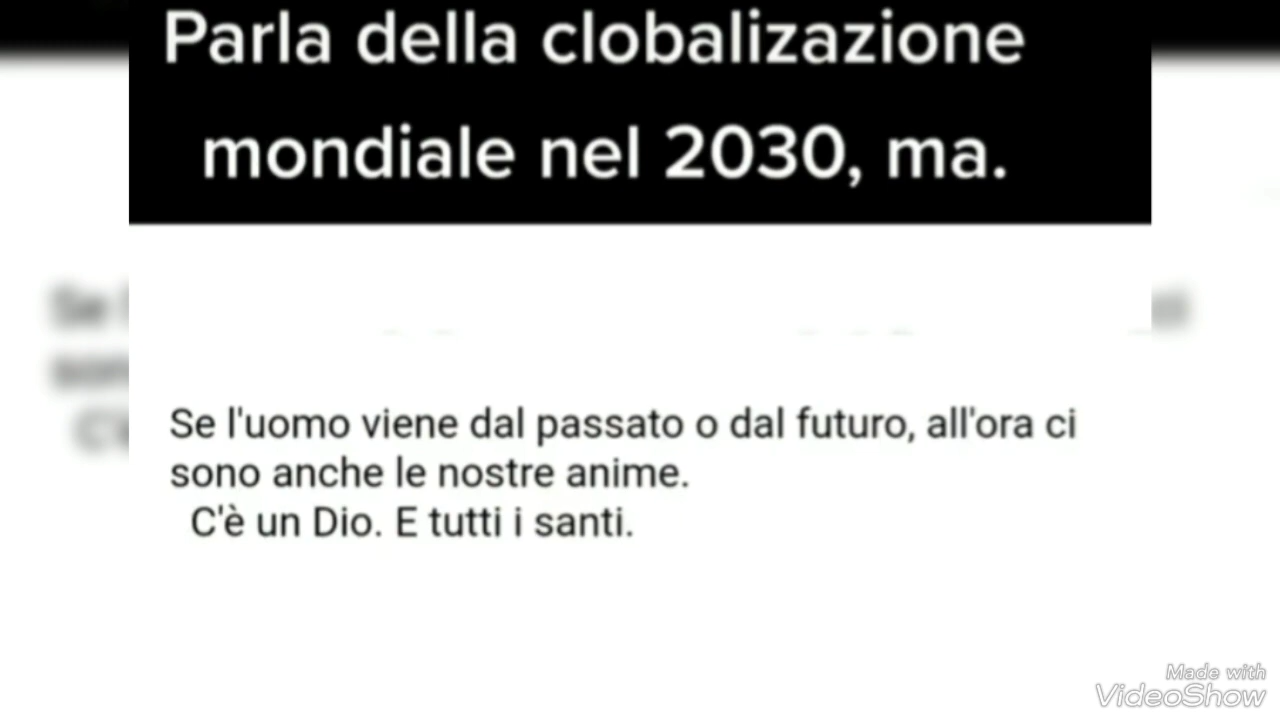 Parla della clobalizazione
mondiale nel 2030, ma.
Se l'uomo viene dal passato o dal futuro, all'ora ci
sono anche le nostre anime.
C'è un Dio. E tutti i santi.
Made with
VideoShow